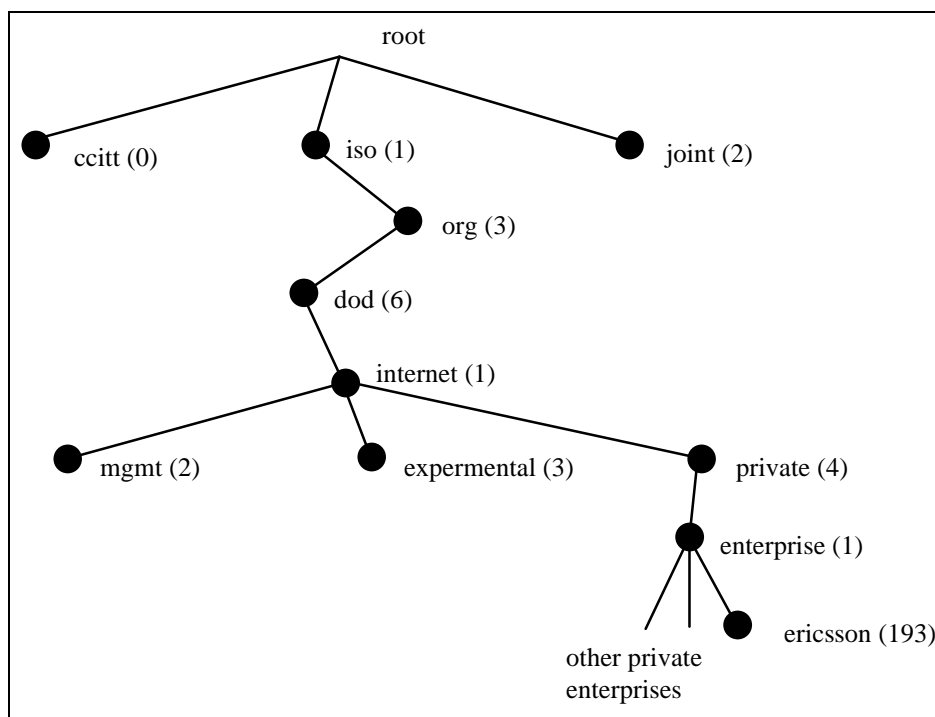 root
ccitt (0)
iso (1)
joint (2)
org (3)
dod (6)
internet (1)
mgmt (2)
expermental (3)
private (4)
enterprise (1)
ericsson (193)
other private
enterprises